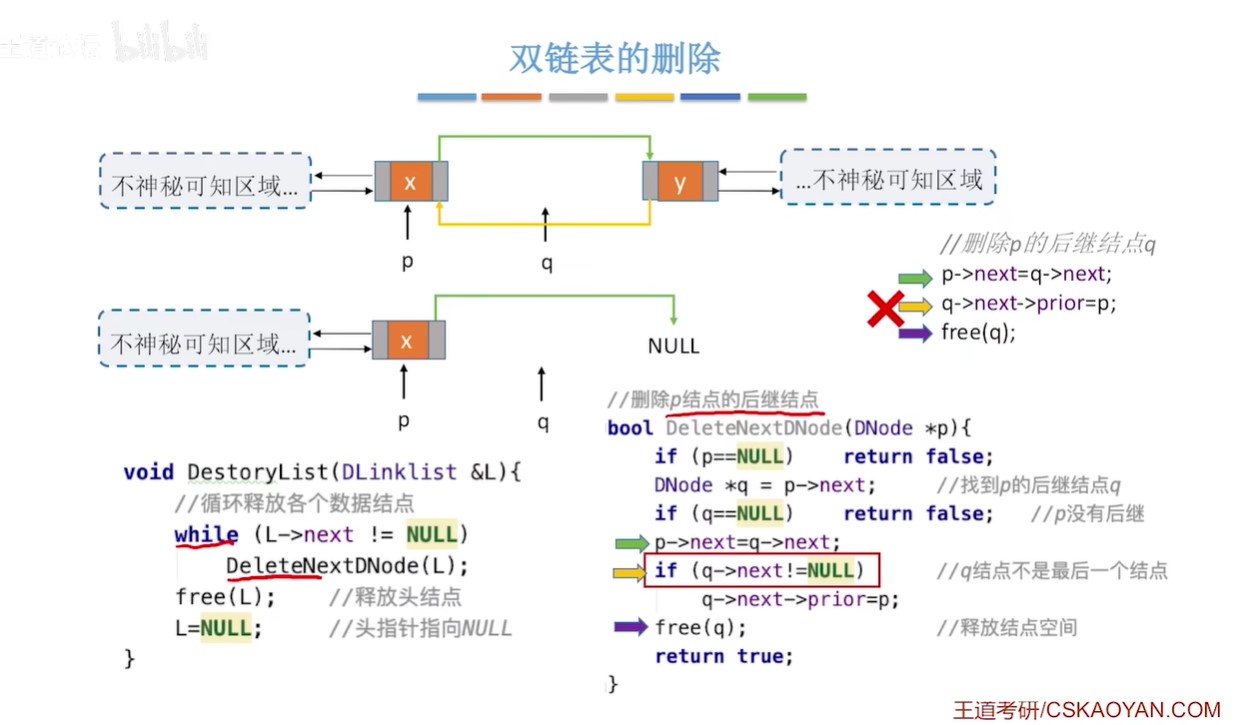 王道论坛 bilibili
双链表的删除
不神秘可知区域...
x
y
...不神秘可知区域
p
q
//删除p的后继结点q
p->next=q->next;
q->next->prior=p;
free(q);
不神秘可知区域...
x
NULL
p
q
void DestoryList(DLinklist &L){
//循环释放各个数据结点
while (L->next != NULL)
DeleteNextDNode(L);
free(L); //释放头结点
L=NULL; //头指针指向NULL
}
//删除p结点的后继结点
bool DeleteNextDNode(DNode *p){
if (p==NULL) return false;
DNode *q = p->next; //找到p的后继结点q
if (q==NULL) return false; //p没有后继
p->next=q->next;
if (q->next!=NULL) //q结点不是最后一个结点
q->next->prior=p;
free(q); //释放结点空间
return true;
}
王道考研/CSKAOYAN.COM